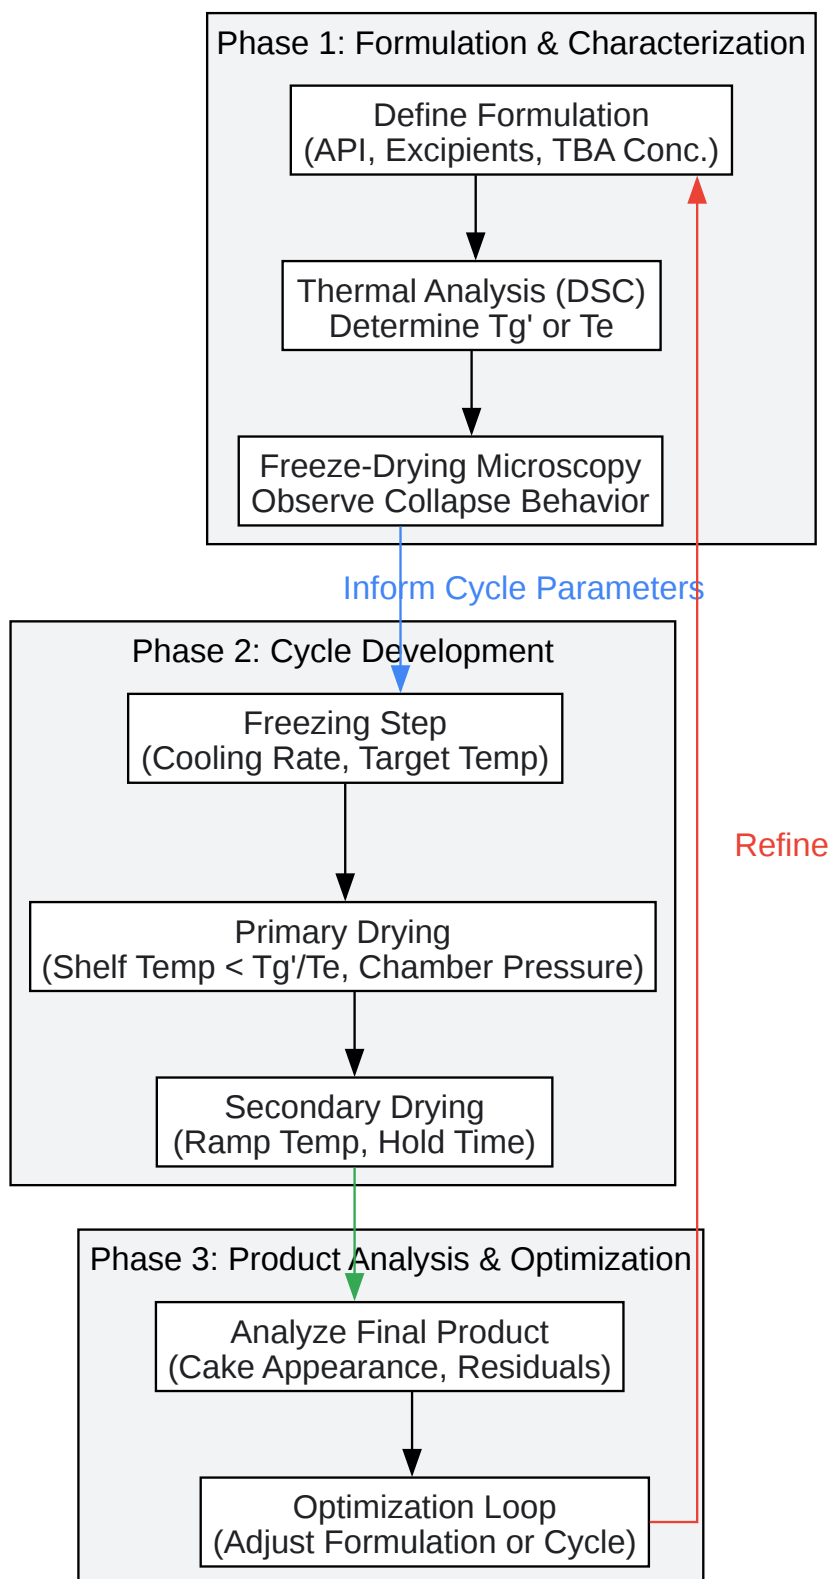 Phase 1: Formulation & Characterization
Define Formulation
(API, Excipients, TBA Conc.)
Thermal Analysis (DSC)
Determine Tg' or Te
Freeze-Drying Microscopy
Observe Collapse Behavior
Inform Cycle Parameters
Phase 2: Cycle Development
Freezing Step
(Cooling Rate, Target Temp)
Refine
Primary Drying
(Shelf Temp < Tg'/Te, Chamber Pressure)
Secondary Drying
(Ramp Temp, Hold Time)
Phase 3: Product Analysis & Optimization
Analyze Final Product
(Cake Appearance, Residuals)
Optimization Loop
(Adjust Formulation or Cycle)